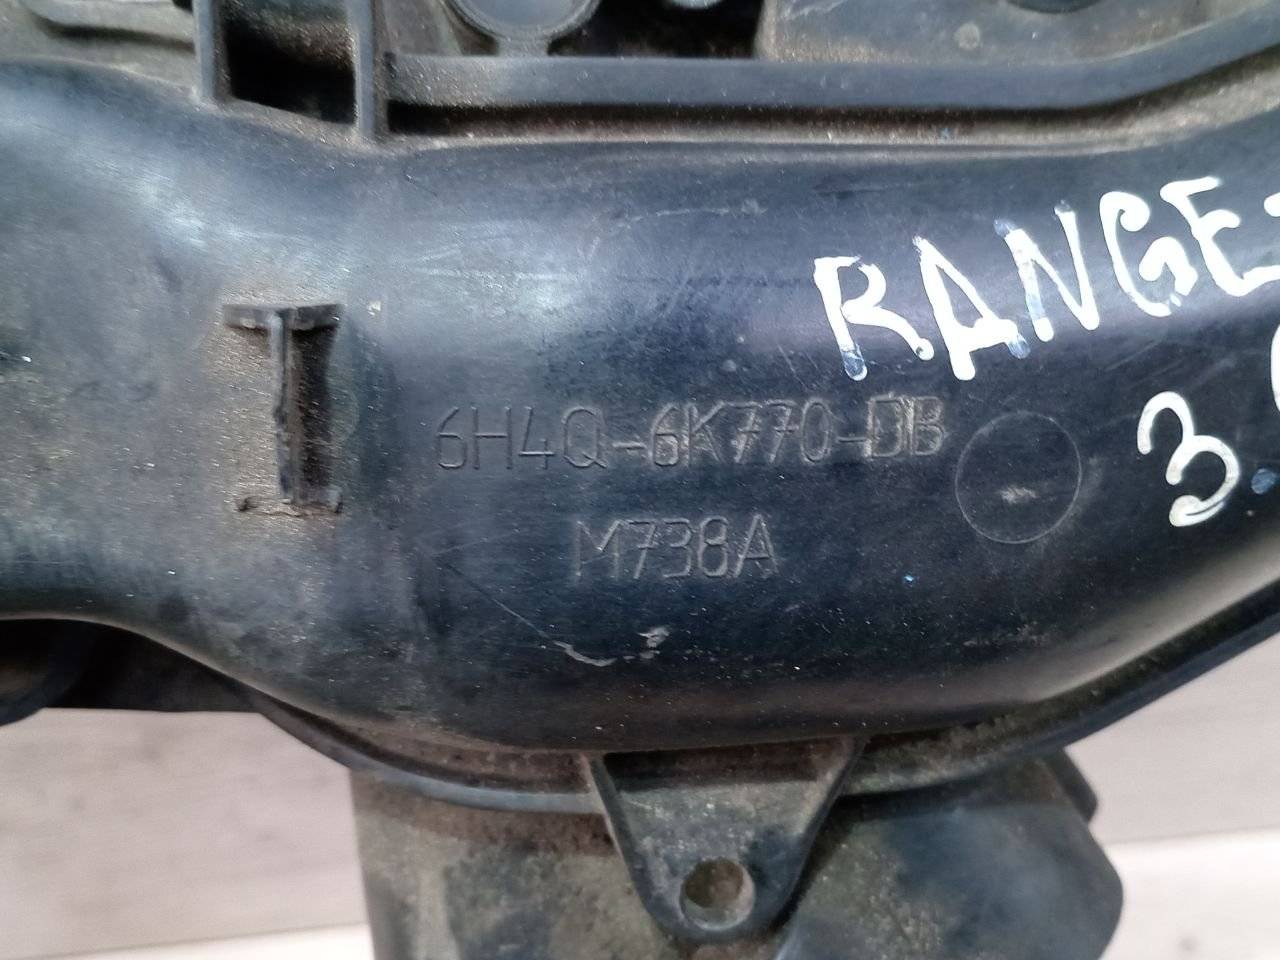 RANGE-
3.
6H4Q-6K770-DB
M738A